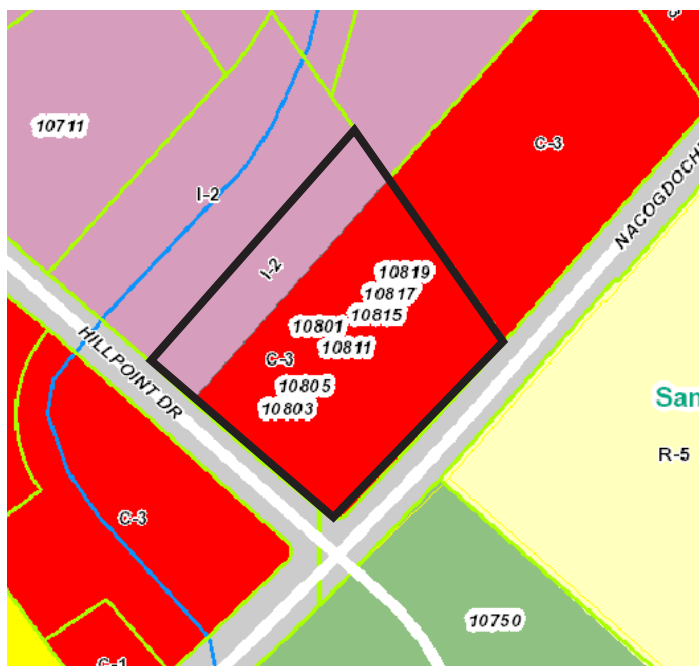 C-3
10711
I-2
NACOGDOCH
I-2
10819
10817
10815
10801
10811
C-3
10805
10803
HILLPOINT DR
San
R-5
C-3
10750
C-1